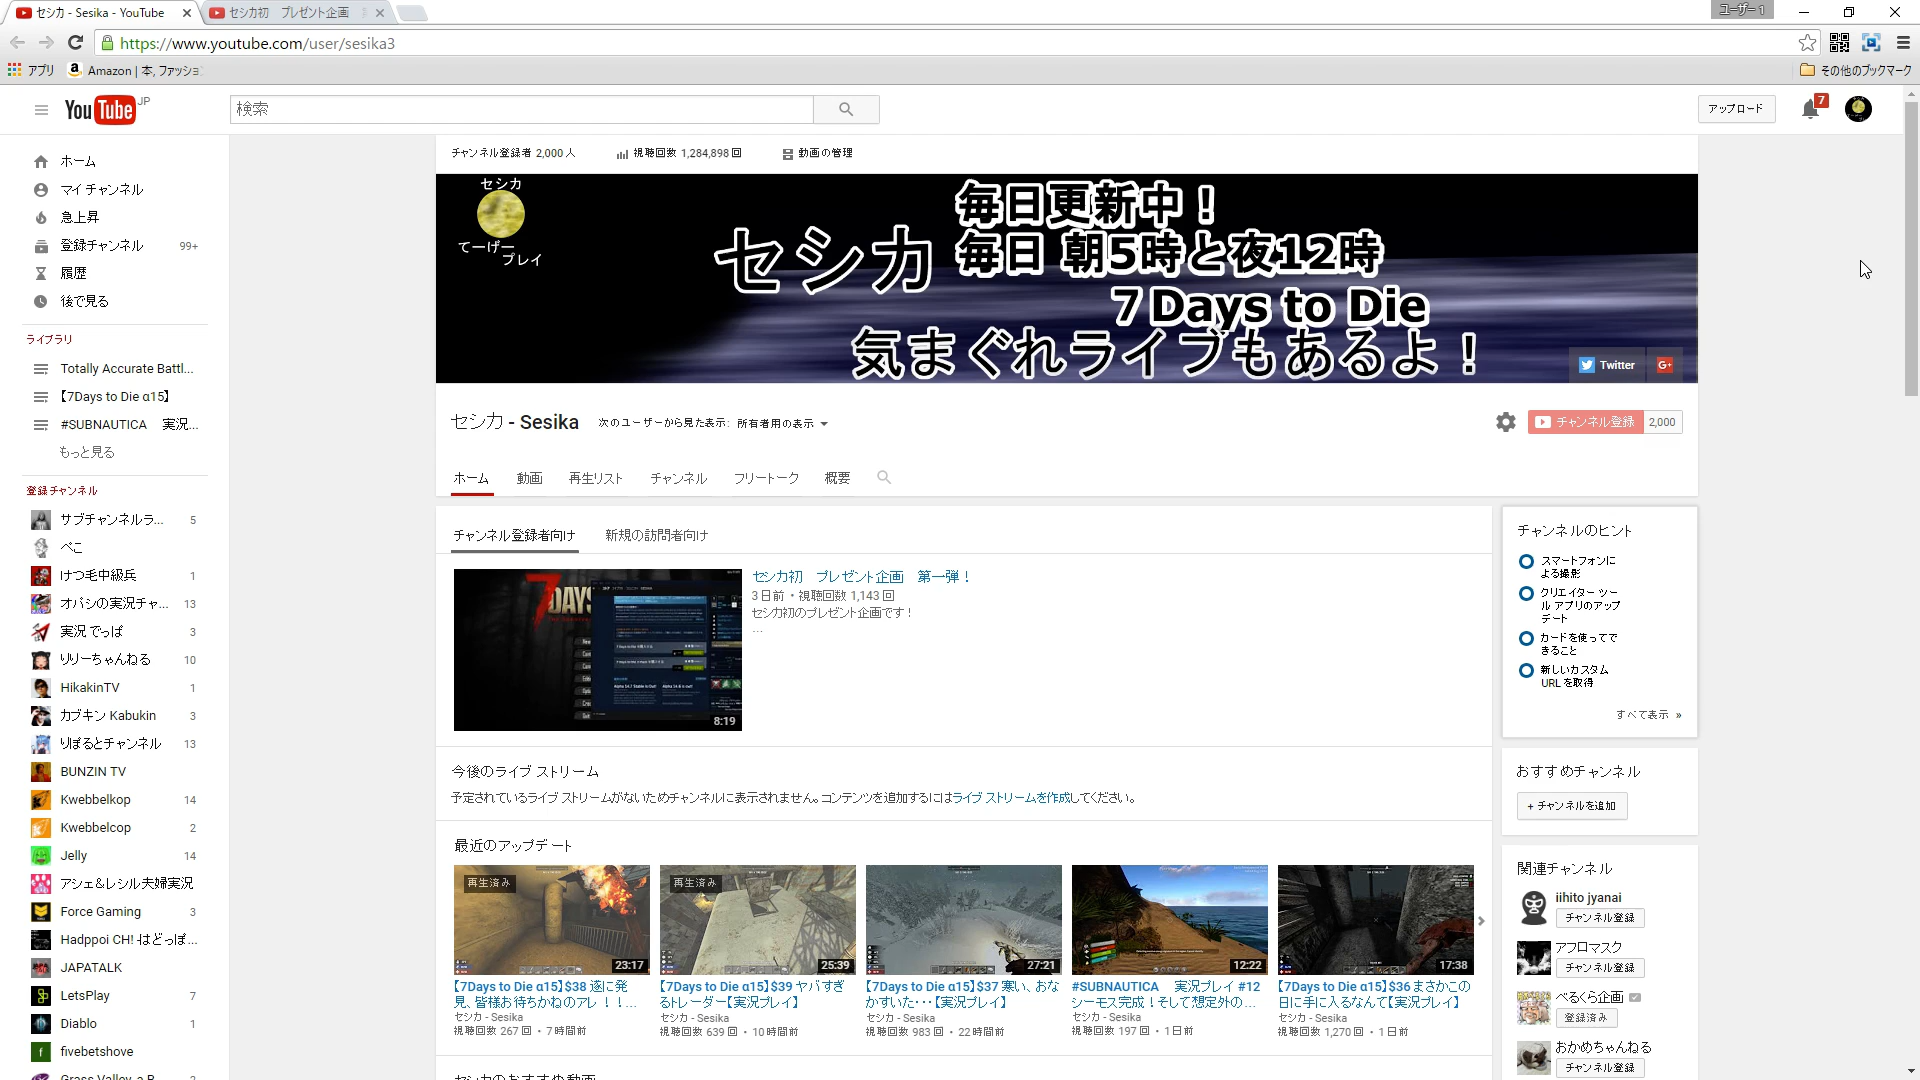 セシカ - Sesika - YouTube
セシカ初 プレゼント企画
ユーザー 1
https://www.youtube.com/user/sesika3
アプリ
Amazon | 本, ファッショ
その他のブックマーク
YouTube JP
検索
アップロード
7
ホーム
マイ チャンネル
急上昇
登録チャンネル 99+
履歴
後で見る
ライブラリ
Totally Accurate Battl...
【7Days to Die α15】
#SUBNAUTICA 実況...
もっと見る
登録チャンネル
サブチャンネルラ... 5
ぺこ
けつ毛中級兵 1
オパシの実況チャ... 13
実況 でっぱ 3
りりーちゃんねる 10
HikakinTV 1
カブキン Kabukin 3
りぽるとチャンネル 13
BUNZIN TV
Kwebbelkop 14
Kwebbelcop 2
Jelly 14
アシェ&レシル夫婦実況
Force Gaming 3
Hadppoi CH! はどっぽ...
JAPATALK
LetsPlay 7
Diablo 1
fivebetshove
チャンネル登録者 2,000 人
視聴回数 1,284,898 回
動画の管理
セシカ
てーげー
プレイ
セシカ
毎日更新中！
毎日 朝5時と夜12時
７Days to Die
気まぐれライブもあるよ！
Twitter
G+
セシカ - Sesika
次のユーザーから見た表示: 所有者用の表示
チャンネル登録 2,000
ホーム
動画
再生リスト
チャンネル
フリートーク
概要
チャンネル登録者向け
新規の訪問者向け
7 DAYS
8:19
セシカ初 プレゼント企画 第一弾！
3 日前 • 視聴回数 1,143 回
セシカ初のプレゼント企画です！
...
今後のライブ ストリーム
予定されているライブ ストリームがないためチャンネルに表示されません。コンテンツを追加するにはライブ ストリームを作成してください。
最近のアップデート
再生済み
23:17
【7Days to Die α15】$38 遂に発
見、皆様お待ちかねのアレ！！...
セシカ - Sesika
視聴回数 267 回 • 7 時間前
再生済み
25:39
【7Days to Die α15】$39 ヤバすぎ
るトレーダー【実況プレイ】
セシカ - Sesika
視聴回数 639 回 • 10 時間前
27:21
【7Days to Die α15】$37 寒い、おな
かすいた・・・【実況プレイ】
セシカ - Sesika
視聴回数 983 回 • 22 時間前
12:22
#SUBNAUTICA 実況プレイ #12
シーモス完成！そして想定外の...
セシカ - Sesika
視聴回数 197 回 • 1 日前
17:38
【7Days to Die α15】$36 まさかこの
日に手に入るなんて【実況プレイ】
セシカ - Sesika
視聴回数 1,270 回 • 1 日前
チャンネルのヒント
スマートフォンに
よる撮影
クリエイター ツー
ル アプリのアップ
デート
カードを使ってで
きること
新しいカスタム
URL を取得
すべて表示 »
おすすめチャンネル
+ チャンネルを追加
関連チャンネル
iihito jyanai
チャンネル登録
アフロマスク
チャンネル登録
べるくら企画
登録済み
おかめちゃんねる
チャンネル登録